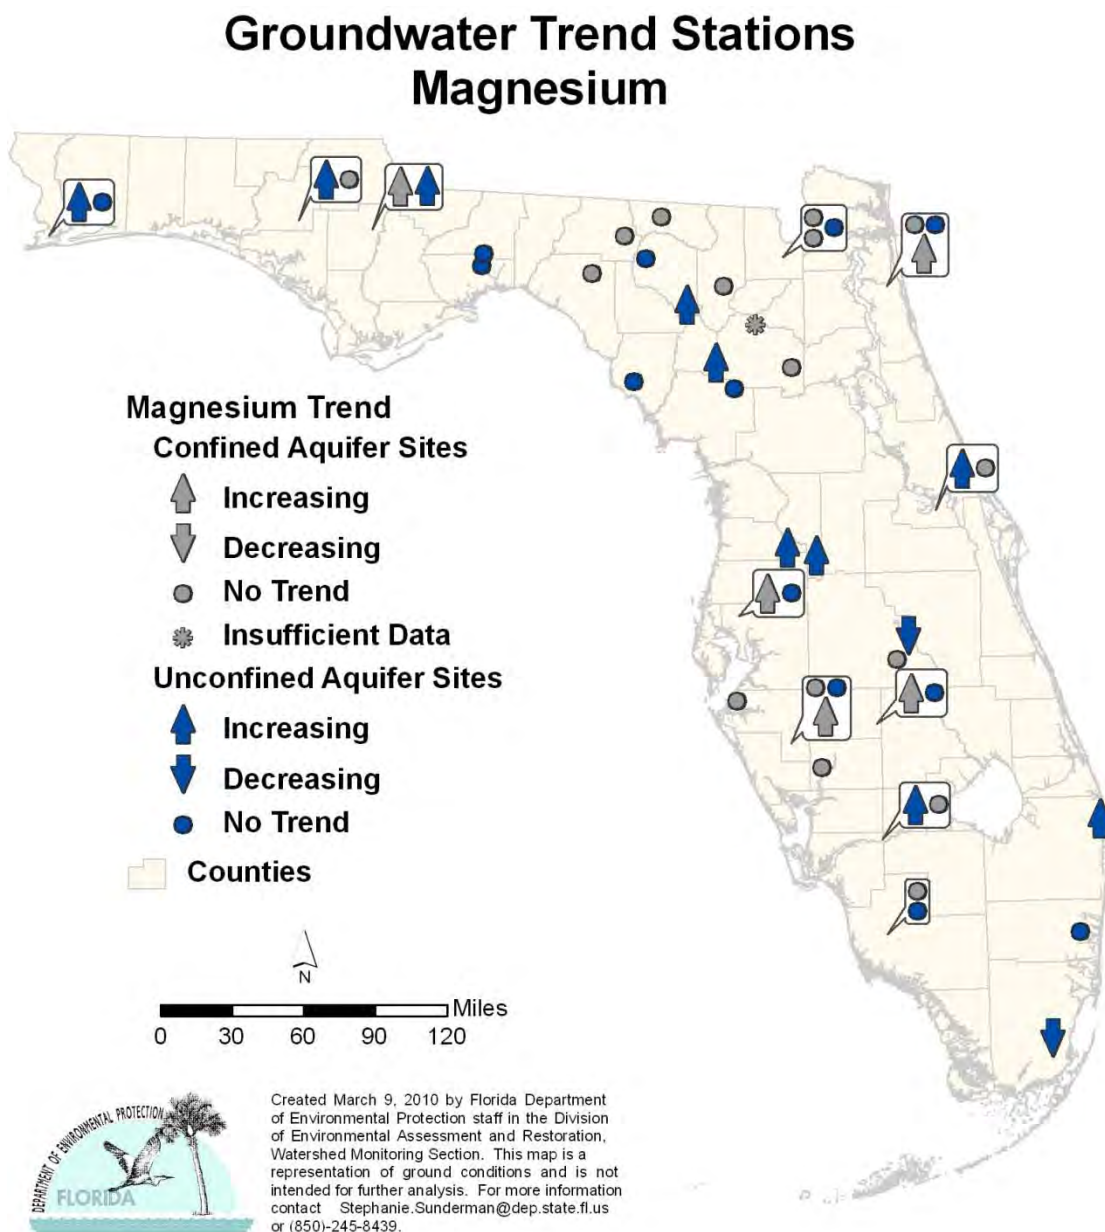 Groundwater Trend Stations
Magnesium
Magnesium Trend
Confined Aquifer Sites
Increasing
Decreasing
No Trend
Insufficient Data
Unconfined Aquifer Sites
Increasing
Decreasing
No Trend
Counties
N
Miles
0 30 60 90 120
DEPARTMENT OF ENVIRONMENTAL PROTECTION
FLORIDA
Created March 9, 2010 by Florida Department
of Environmental Protection staff in the Division
of Environmental Assessment and Restoration,
Watershed Monitoring Section. This map is a
representation of ground conditions and is not
intended for further analysis. For more information
contact Stephanie.Sunderman@dep.state.fl.us
or (850)-245-8439.